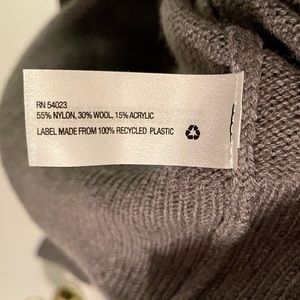 RN 54023
55% NYLON, 30% WOOL, 15% ACRYLIC
LABEL MADE FROM 100% RECYCLED PLASTIC